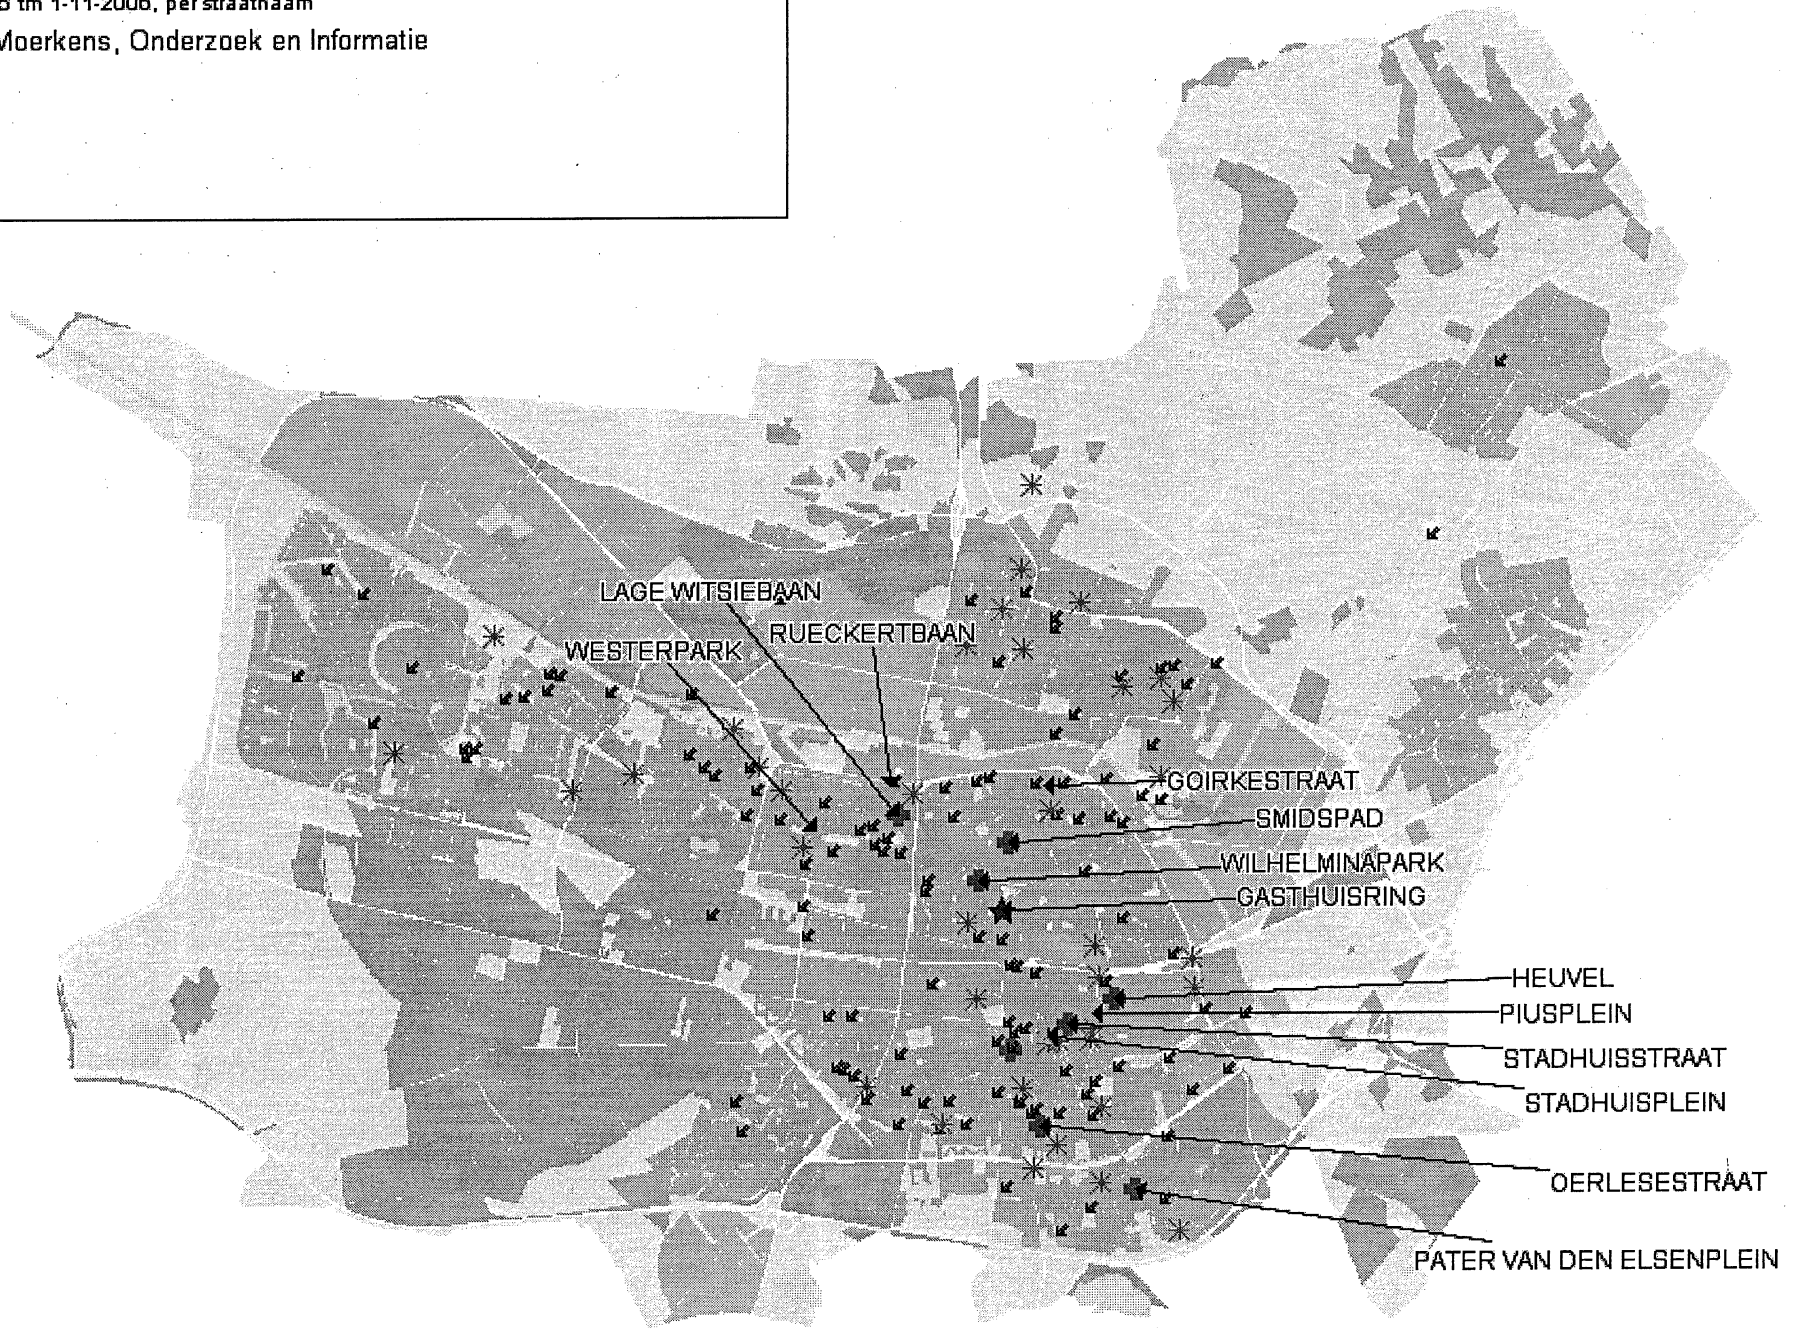 tm 1-11-2006, per straatnaam
Moerkens, Onderzoek en Informatie
LAGE WITSIEBAAN
RUECKERTBAAN
WESTERPARK
GOIRKESTRAAT
SMIDSPAD
WILHELMINAPARK
GASTHUISRING
HEUVEL
PIUSPLEIN
STADHUISSTRAAT
STADHUISPLEIN
OERLESESTRAAT
PATER VAN DEN ELSENPLEIN